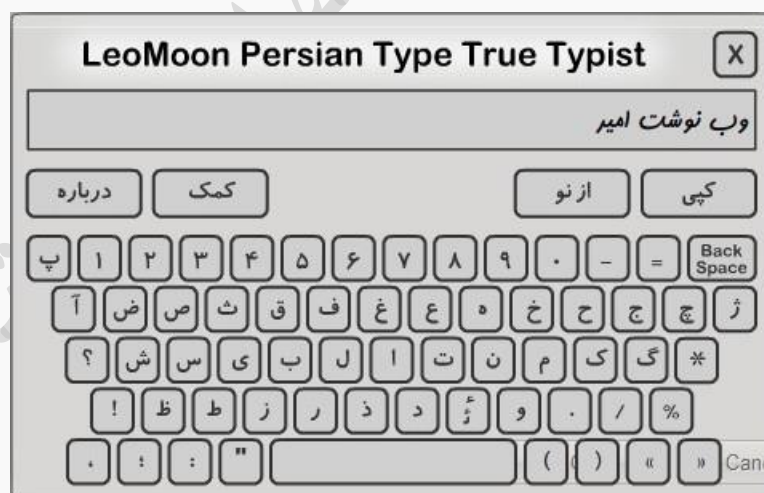 LeoMoon Persian Type True Typist X
وب نوشت امیر
درباره کمک از نو کپی
پ ۱ ۲ ۳ ۴ ۵ ۶ ۷ ۸ ۹ ۰ - = Back Space
آ ض ص ث ق ف غ ع ه خ ح ج چ ژ
؟ ش س ی ب ل ا ت ن م ک گ *
! ظ ط ز ر ذ د ئ و . / %
، ؛ : " ( ) « » Can